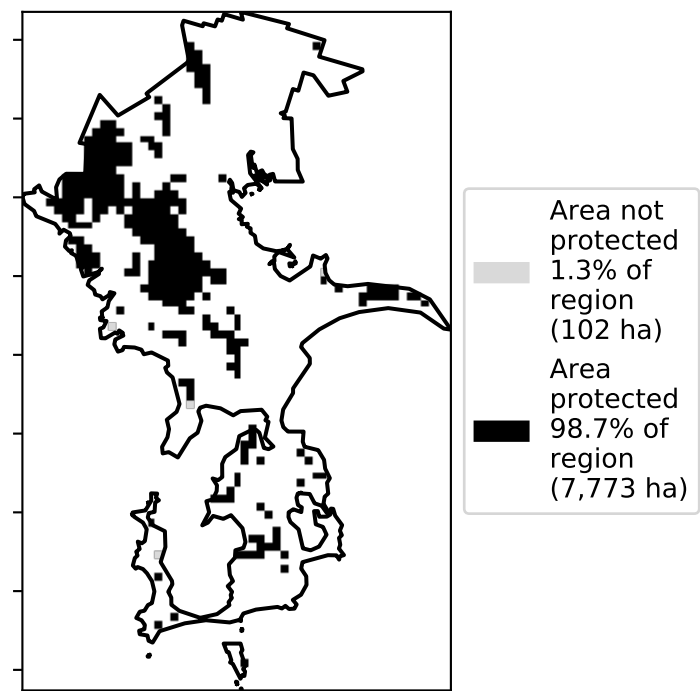 Area not
protected
1.3% of
region
(102 ha)
Area
protected
98.7% of
region
(7,773 ha)